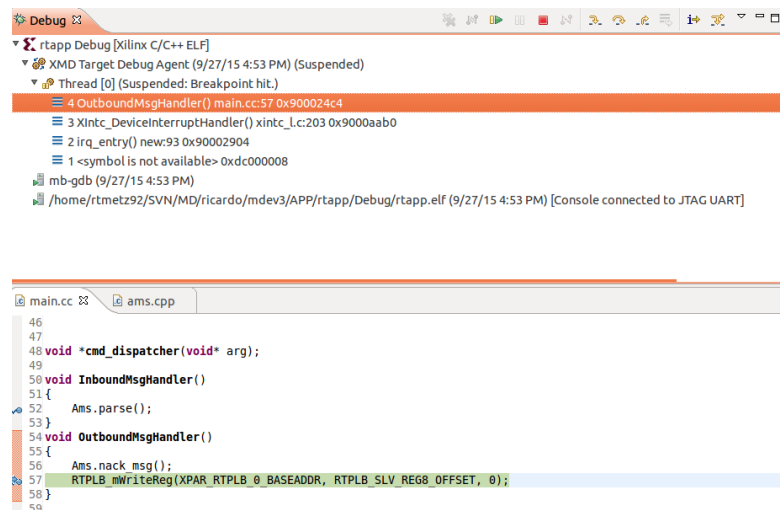 Debug
rtapp Debug [Xilinx C/C++ ELF]
XMD Target Debug Agent (9/27/15 4:53 PM) (Suspended)
Thread [0] (Suspended: Breakpoint hit.)
4 OutboundMsgHandler() main.cc:57 0x900024c4
3 XIntc_DeviceInterruptHandler() xintc_l.c:203 0x9000aab0
2 irq_entry() new:93 0x90002904
1 <symbol is not available> 0xdc000008
mb-gdb (9/27/15 4:53 PM)
/home/rtmetz92/SVN/MD/ricardo/mdev3/APP/rtapp/Debug/rtapp.elf (9/27/15 4:53 PM) [Console connected to JTAG UART]
main.cc ams.cpp
46
47
48 void *cmd_dispatcher(void* arg);
49
50 void InboundMsgHandler()
51 {
52     Ams.parse();
53 }
54 void OutboundMsgHandler()
55 {
56     Ams.nack_msg();
57     RTPLB_mWriteReg(XPAR_RTPLB_0_BASEADDR, RTPLB_SLV_REG8_OFFSET, 0);
58 }
59